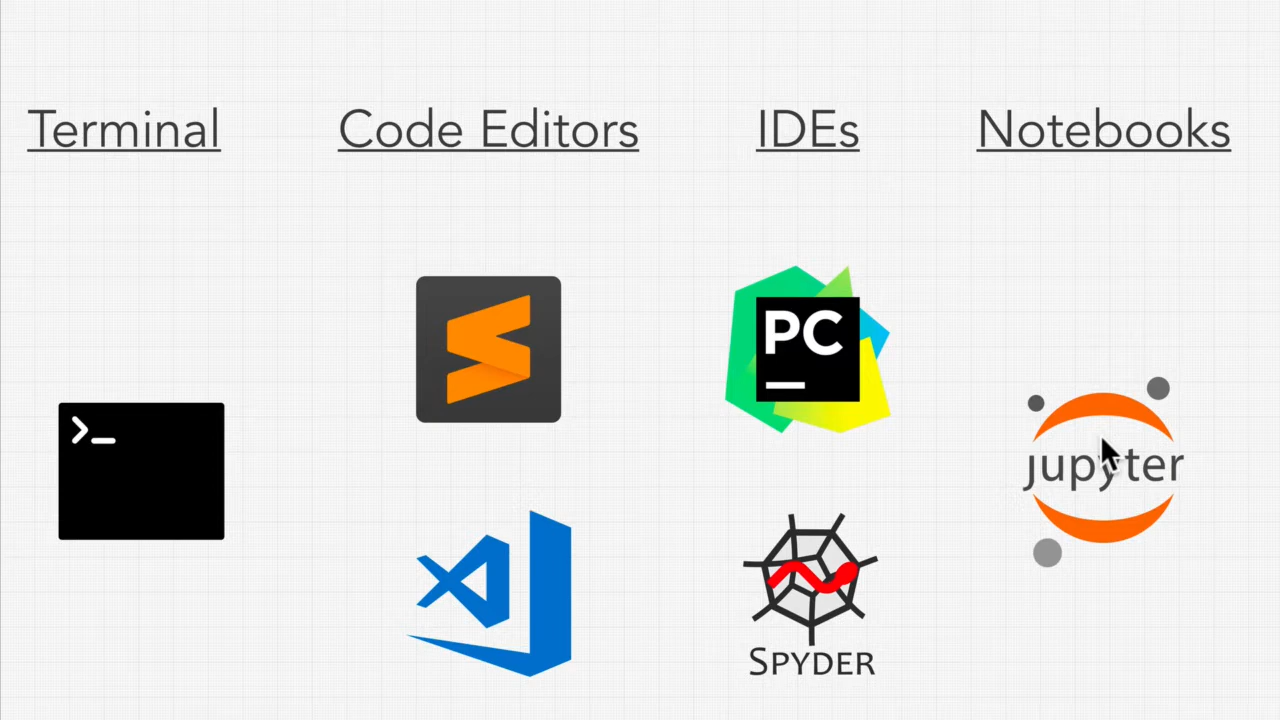 Terminal
Code Editors
IDEs
Notebooks
PC
>_
jupyter
SPYDER